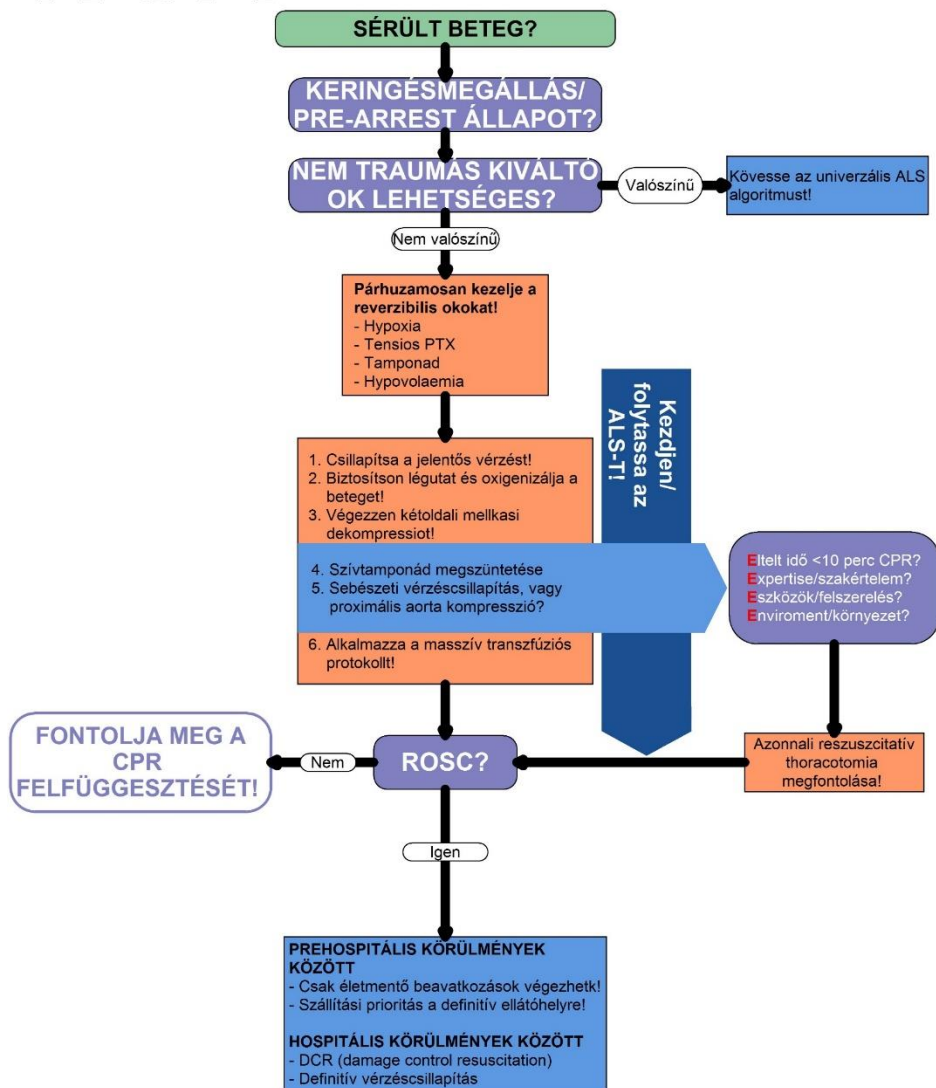 SÉRÜLT BETEG?
KERINGÉSMEGÁLLÁS/
PRE-ARREST ÁLLAPOT?
NEM TRAUMÁS KIVÁLTÓ
OK LEHETSÉGES?
Valószínű
Kövesse az univerzális ALS
algoritmust!
Nem valószínű
Párhuzamosan kezelje a
reverzibilis okokat!
- Hypoxia
- Tensios PTX
- Tamponad
- Hypovolaemia
Kezdjen/
folytassa az
ALS-T!
1. Csillapítsa a jelentős vérzést!
2. Biztosítson légutat és oxigenizálja a
beteget!
3. Végezzen kétoldali mellkasi
dekompressiot!
4. Szívtamponád megszüntetése
5. Sebészeti vérzéscsillapítás, vagy
proximális aorta kompresszió?
6. Alkalmazza a masszív transzfúziós
protokollt!
Eltelt idő <10 perc CPR?
Expertise/szakértelem?
Eszközök/felszerelés?
Enviroment/környezet?
Azonnali reszuszcitatív
thoracotomia
megfontolása!
ROSC?
Nem
FONTOLJA MEG A
CPR
FELFÜGGESZTÉSÉT!
Igen
PREHOSPITÁLIS KÖRÜLMÉNYEK
KÖZÖTT
- Csak életmentő beavatkozások végezhetk!
- Szállítási prioritás a definitív ellátóhelyre!
HOSPITÁLIS KÖRÜLMÉNYEK KÖZÖTT
- DCR (damage control resuscitation)
- Definitív vérzéscsillapítás